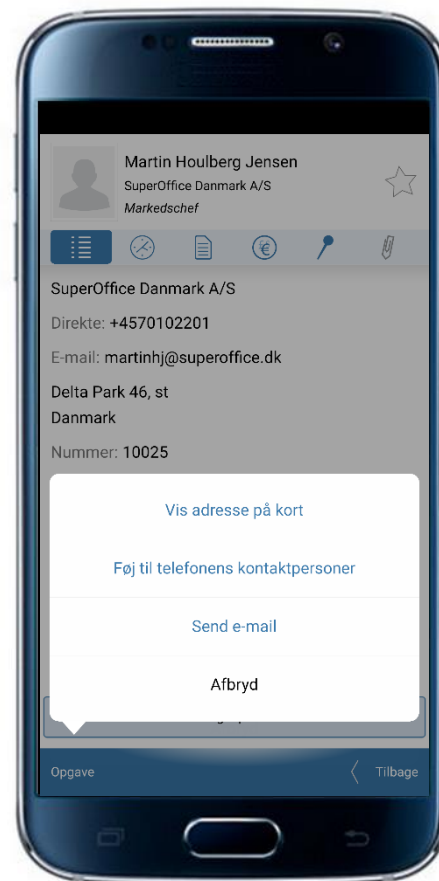 Martin Houlberg Jensen
SuperOffice Danmark A/S
Markedschef
SuperOffice Danmark A/S
Direkte: +4570102201
E-mail: martinhj@superoffice.dk
Delta Park 46, st
Danmark
Nummer: 10025
Vis adresse på kort
Føj til telefonens kontaktpersoner
Send e-mail
Afbryd
Opgave
Tilbage